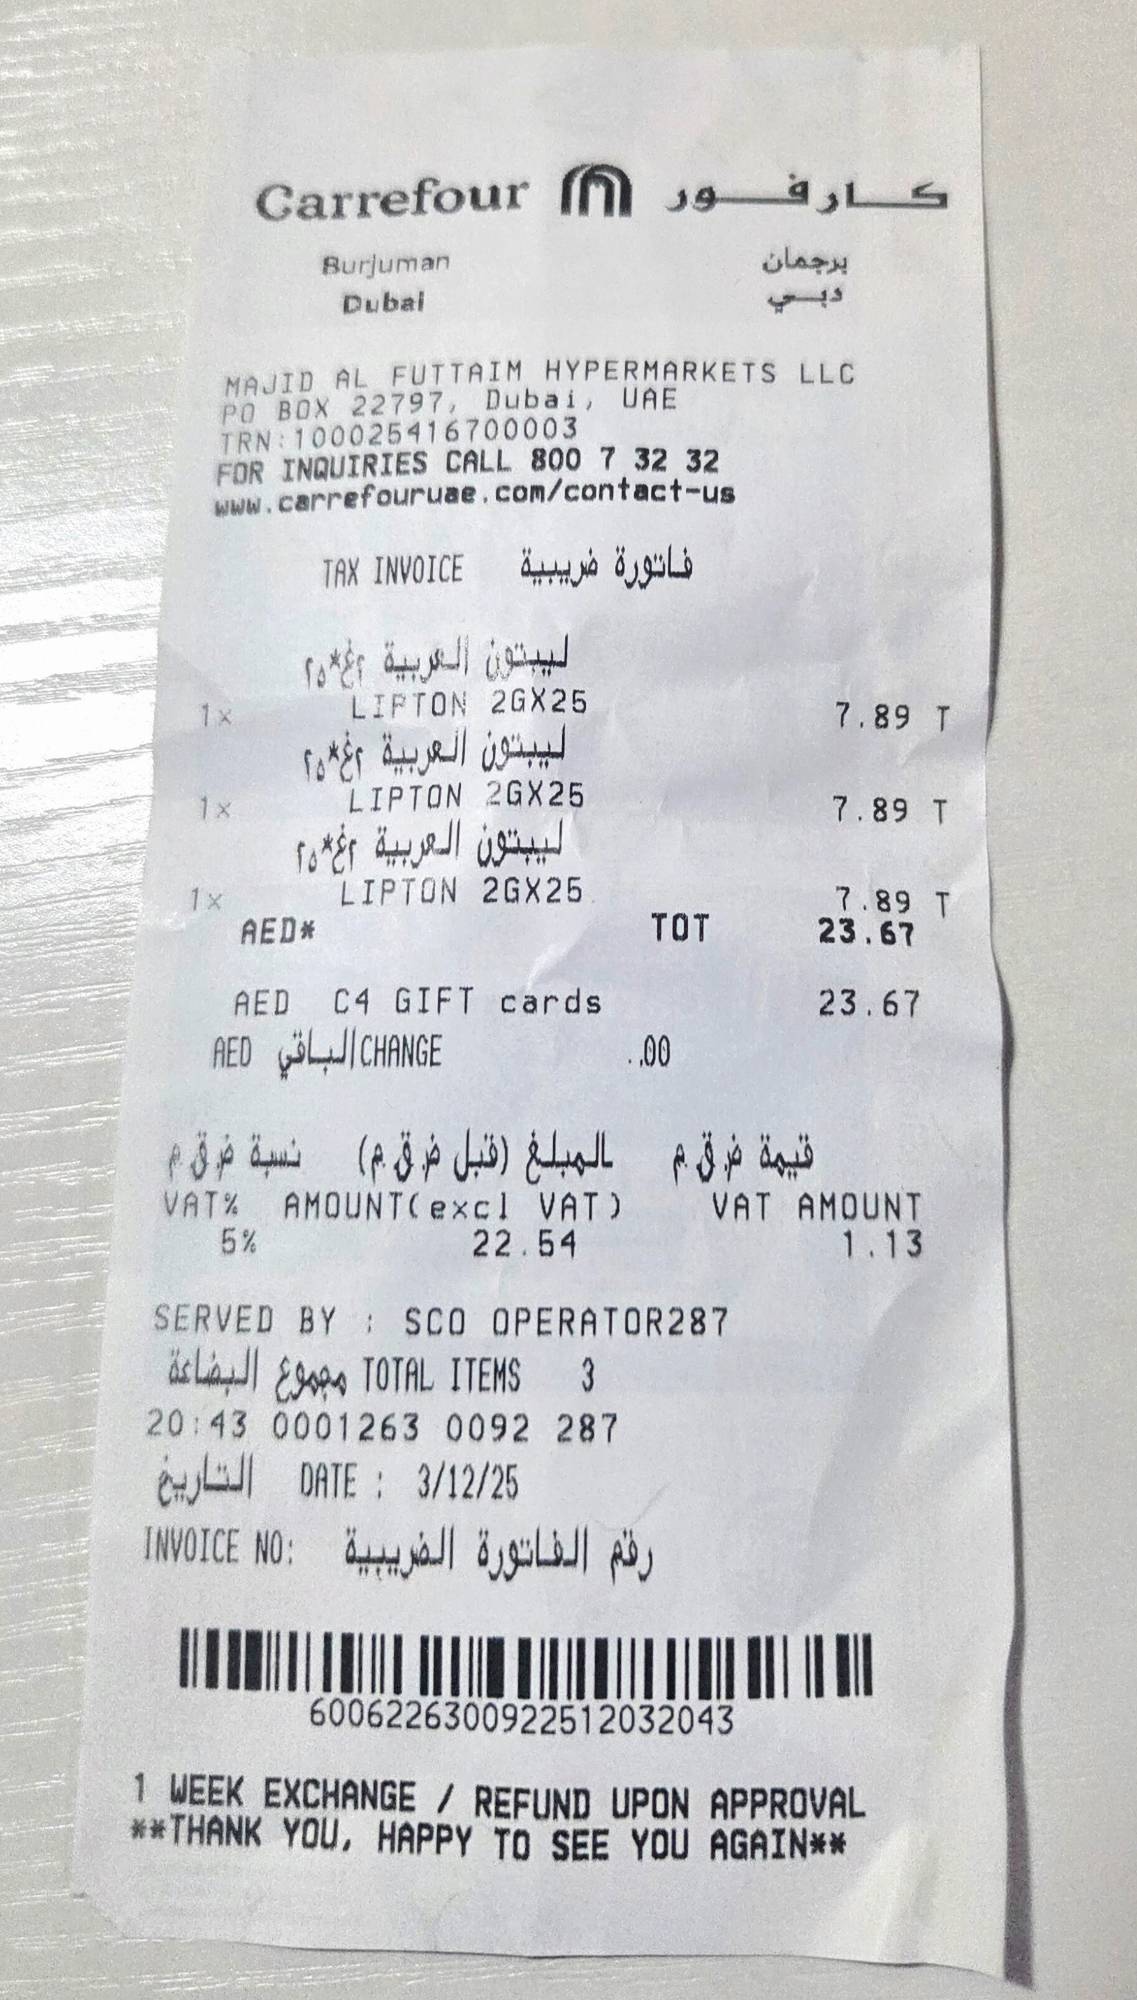 Carrefour كارفور
Burjuman برجمان
Dubai دبي
MAJID AL FUTTAIM HYPERMARKETS LLC
PO BOX 22797, Dubai, UAE
TRN:100025416700003
FOR INQUIRIES CALL 800 7 32 32
www.carrefouruae.com/contact-us
TAX INVOICE فاتورة ضريبية
ليبتون العربية ٢غ*٢٥
1x LIPTON 2GX25 7.89 T
ليبتون العربية ٢غ*٢٥
1x LIPTON 2GX25 7.89 T
ليبتون العربية ٢غ*٢٥
1x LIPTON 2GX25 7.89 T
AED* TOT 23.67
AED C4 GIFT cards 23.67
AED الباقي CHANGE ..00
نسبة ض.ق.م المبلغ (قبل ض.ق.م) قيمة ض.ق.م
VAT% AMOUNT(excl VAT) VAT AMOUNT
5% 22.54 1.13
SERVED BY : SCO OPERATOR287
مجموع البضاعة TOTAL ITEMS 3
20:43 0001263 0092 287
التاريخ DATE : 3/12/25
INVOICE NO: رقم الفاتورة الضريبية
6006226300922512032043
1 WEEK EXCHANGE / REFUND UPON APPROVAL
**THANK YOU, HAPPY TO SEE YOU AGAIN**